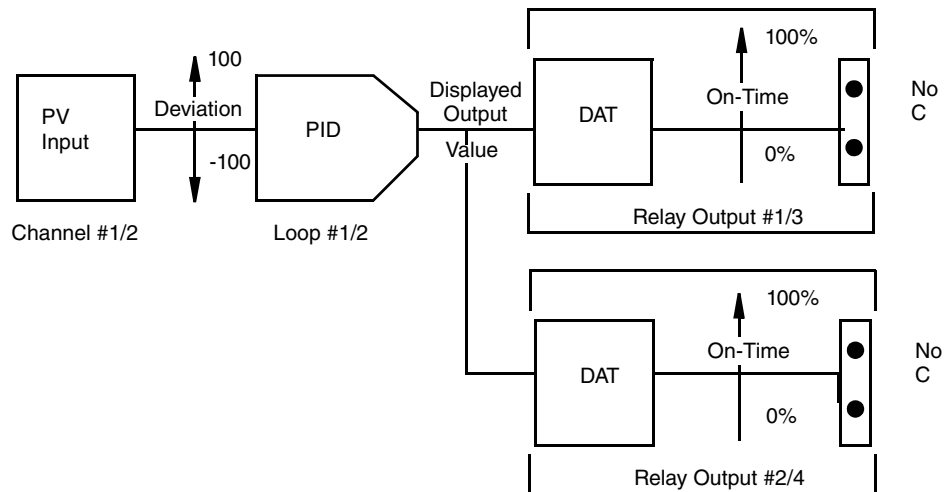 PV
Input
Channel #1/2
100
Deviation
-100
PID
Loop #1/2
Displayed
Output
Value
DAT
100%
On-Time
0%
No
C
Relay Output #1/3
DAT
100%
On-Time
0%
No
C
Relay Output #2/4